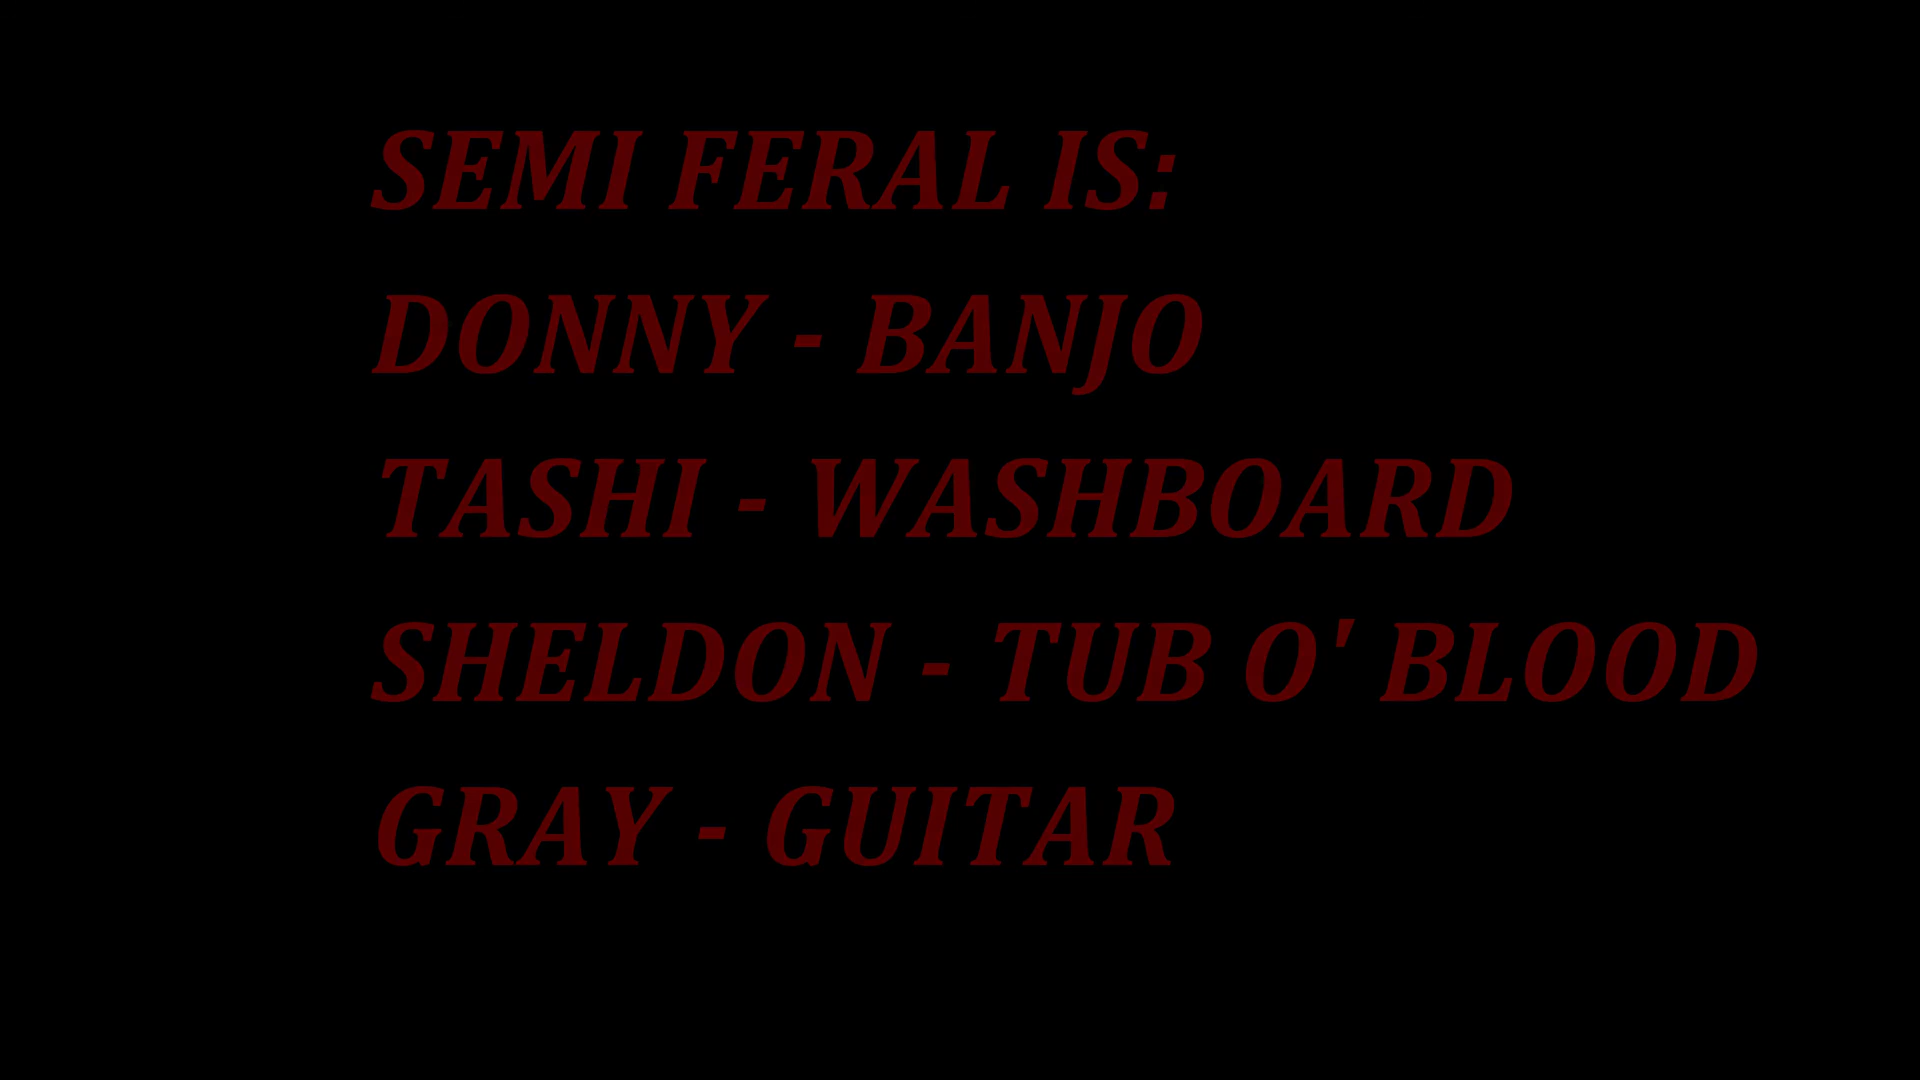 SEMI FERAL IS:
DONNY - BANJO
TASHI - WASHBOARD
SHELDON - TUB O' BLOOD
GRAY - GUITAR